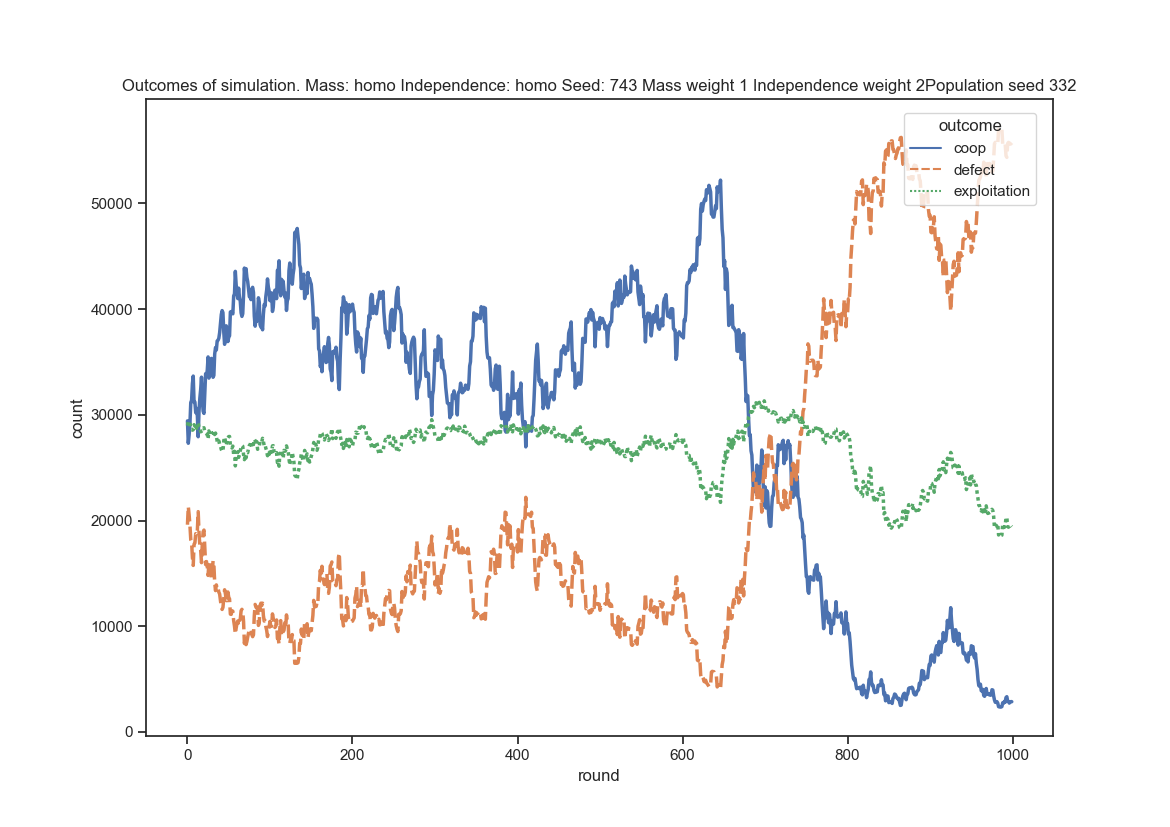 Outcomes of simulation. Mass: homo Independence: homo Seed: 743 Mass weight 1 Independence weight 2Population seed 332
outcome
coop
defect
exploitation
50000
40000
30000
20000
10000
0
count
0 200 400 600 800 1000
round